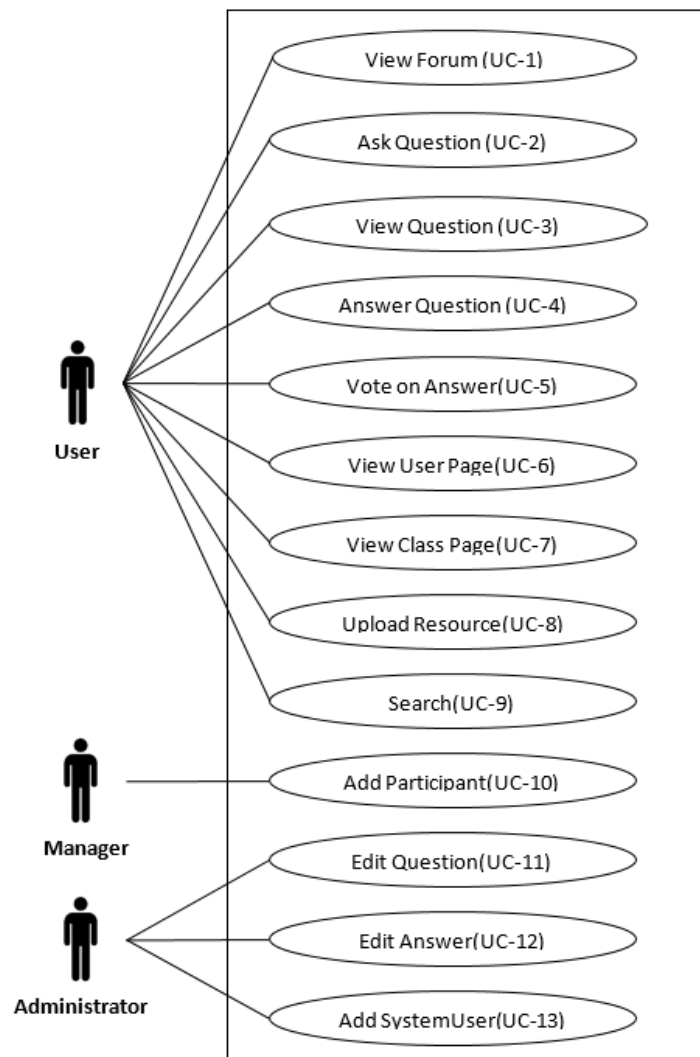 View Forum (UC-1)
Ask Question (UC-2)
View Question (UC-3)
Answer Question (UC-4)
Vote on Answer(UC-5)
User
View User Page(UC-6)
View Class Page(UC-7)
Upload Resource(UC-8)
Search(UC-9)
Add Participant(UC-10)
Manager
Edit Question(UC-11)
Edit Answer(UC-12)
Administrator
Add SystemUser(UC-13)